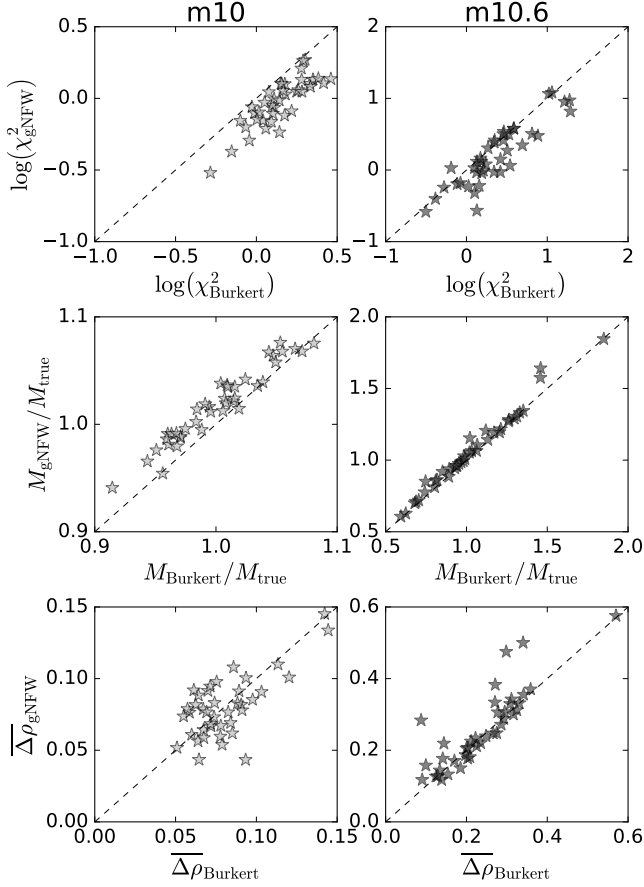 m10 m10.6
0.5 2
0.0 1
−0.5 0
−1.0 −1
−1.0 −0.5 0.0 0.5 −1 0 1 2
log(χ²gNFW)
log(χ²Burkert) log(χ²Burkert)
1.1 2.0
1.0 1.5
1.0
0.9 0.5
0.9 1.0 1.1 0.5 1.0 1.5 2.0
MgNFW/Mtrue
MBurkert/Mtrue MBurkert/Mtrue
0.15 0.6
0.10 0.4
0.05 0.2
0.00 0.0
0.00 0.05 0.10 0.15 0.0 0.2 0.4 0.6
Δ̅ρ̅gNFW
Δ̅ρ̅Burkert Δ̅ρ̅Burkert